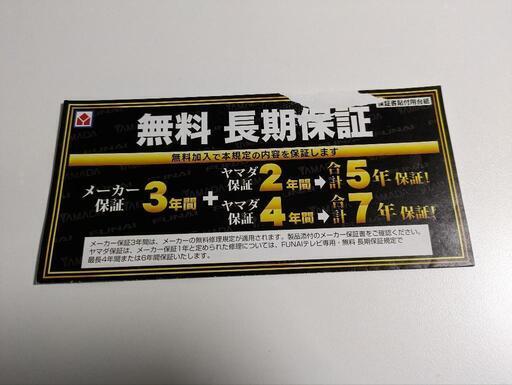 保証書貼付用台紙
無料 長期保証
無料加入で本規定の内容を保証します
メーカー保証 3年間 + ヤマダ保証 2年間 → 合計 5年 保証!
ヤマダ保証 4年間 → 合計 7年 保証!
メーカー保証3年間は、メーカーの無料修理規定が適用されます。製品添付のメーカー保証書をご確認ください。
ヤマダ保証は、メーカー保証1年と定められた修理については、FUNAIテレビ専用・無料 長期保証規定で
最長4年間または6年間保証いたします。